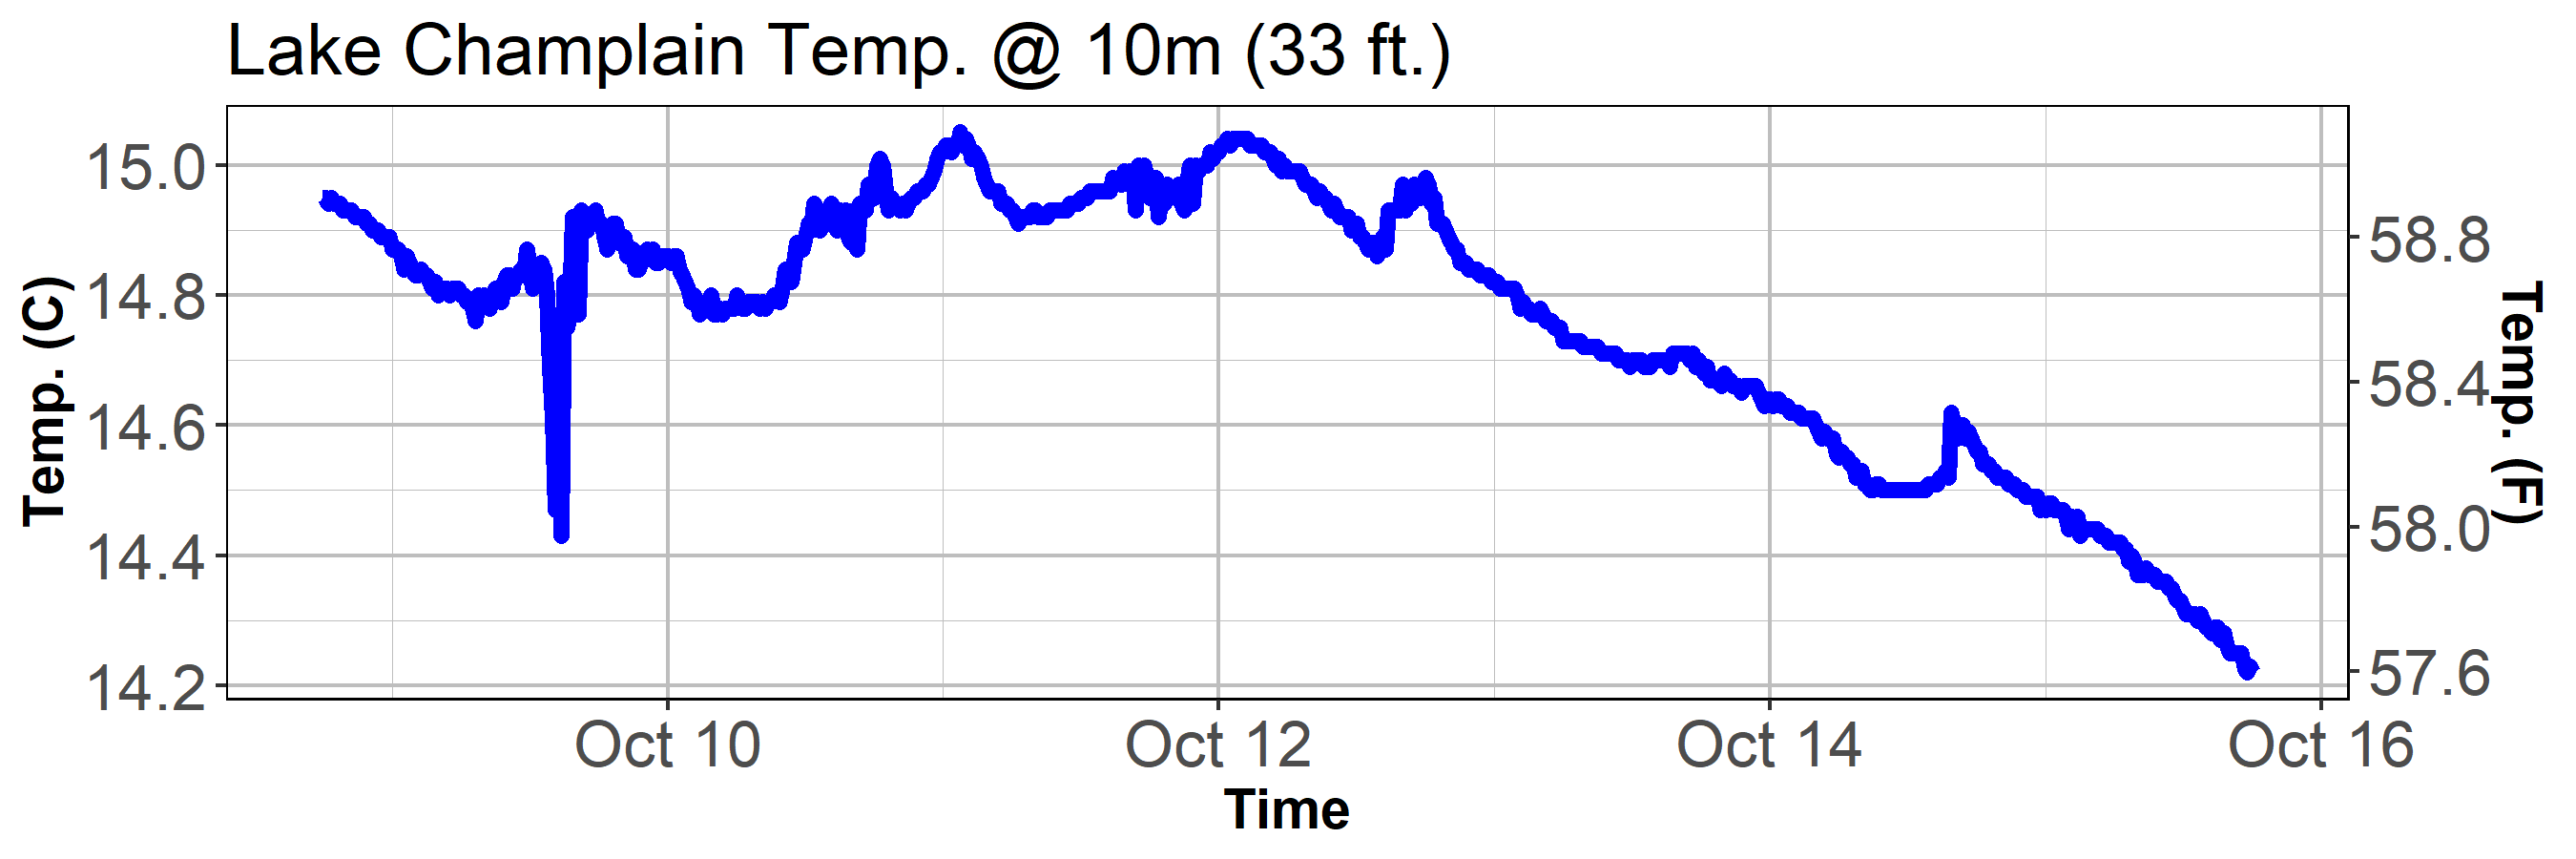 Lake Champlain Temp. @ 10m (33 ft.)
Temp. (C)
15.0
14.8
14.6
14.4
14.2
58.8
58.4
58.0
57.6
Temp. (F)
Oct 10
Oct 12
Oct 14
Oct 16
Time